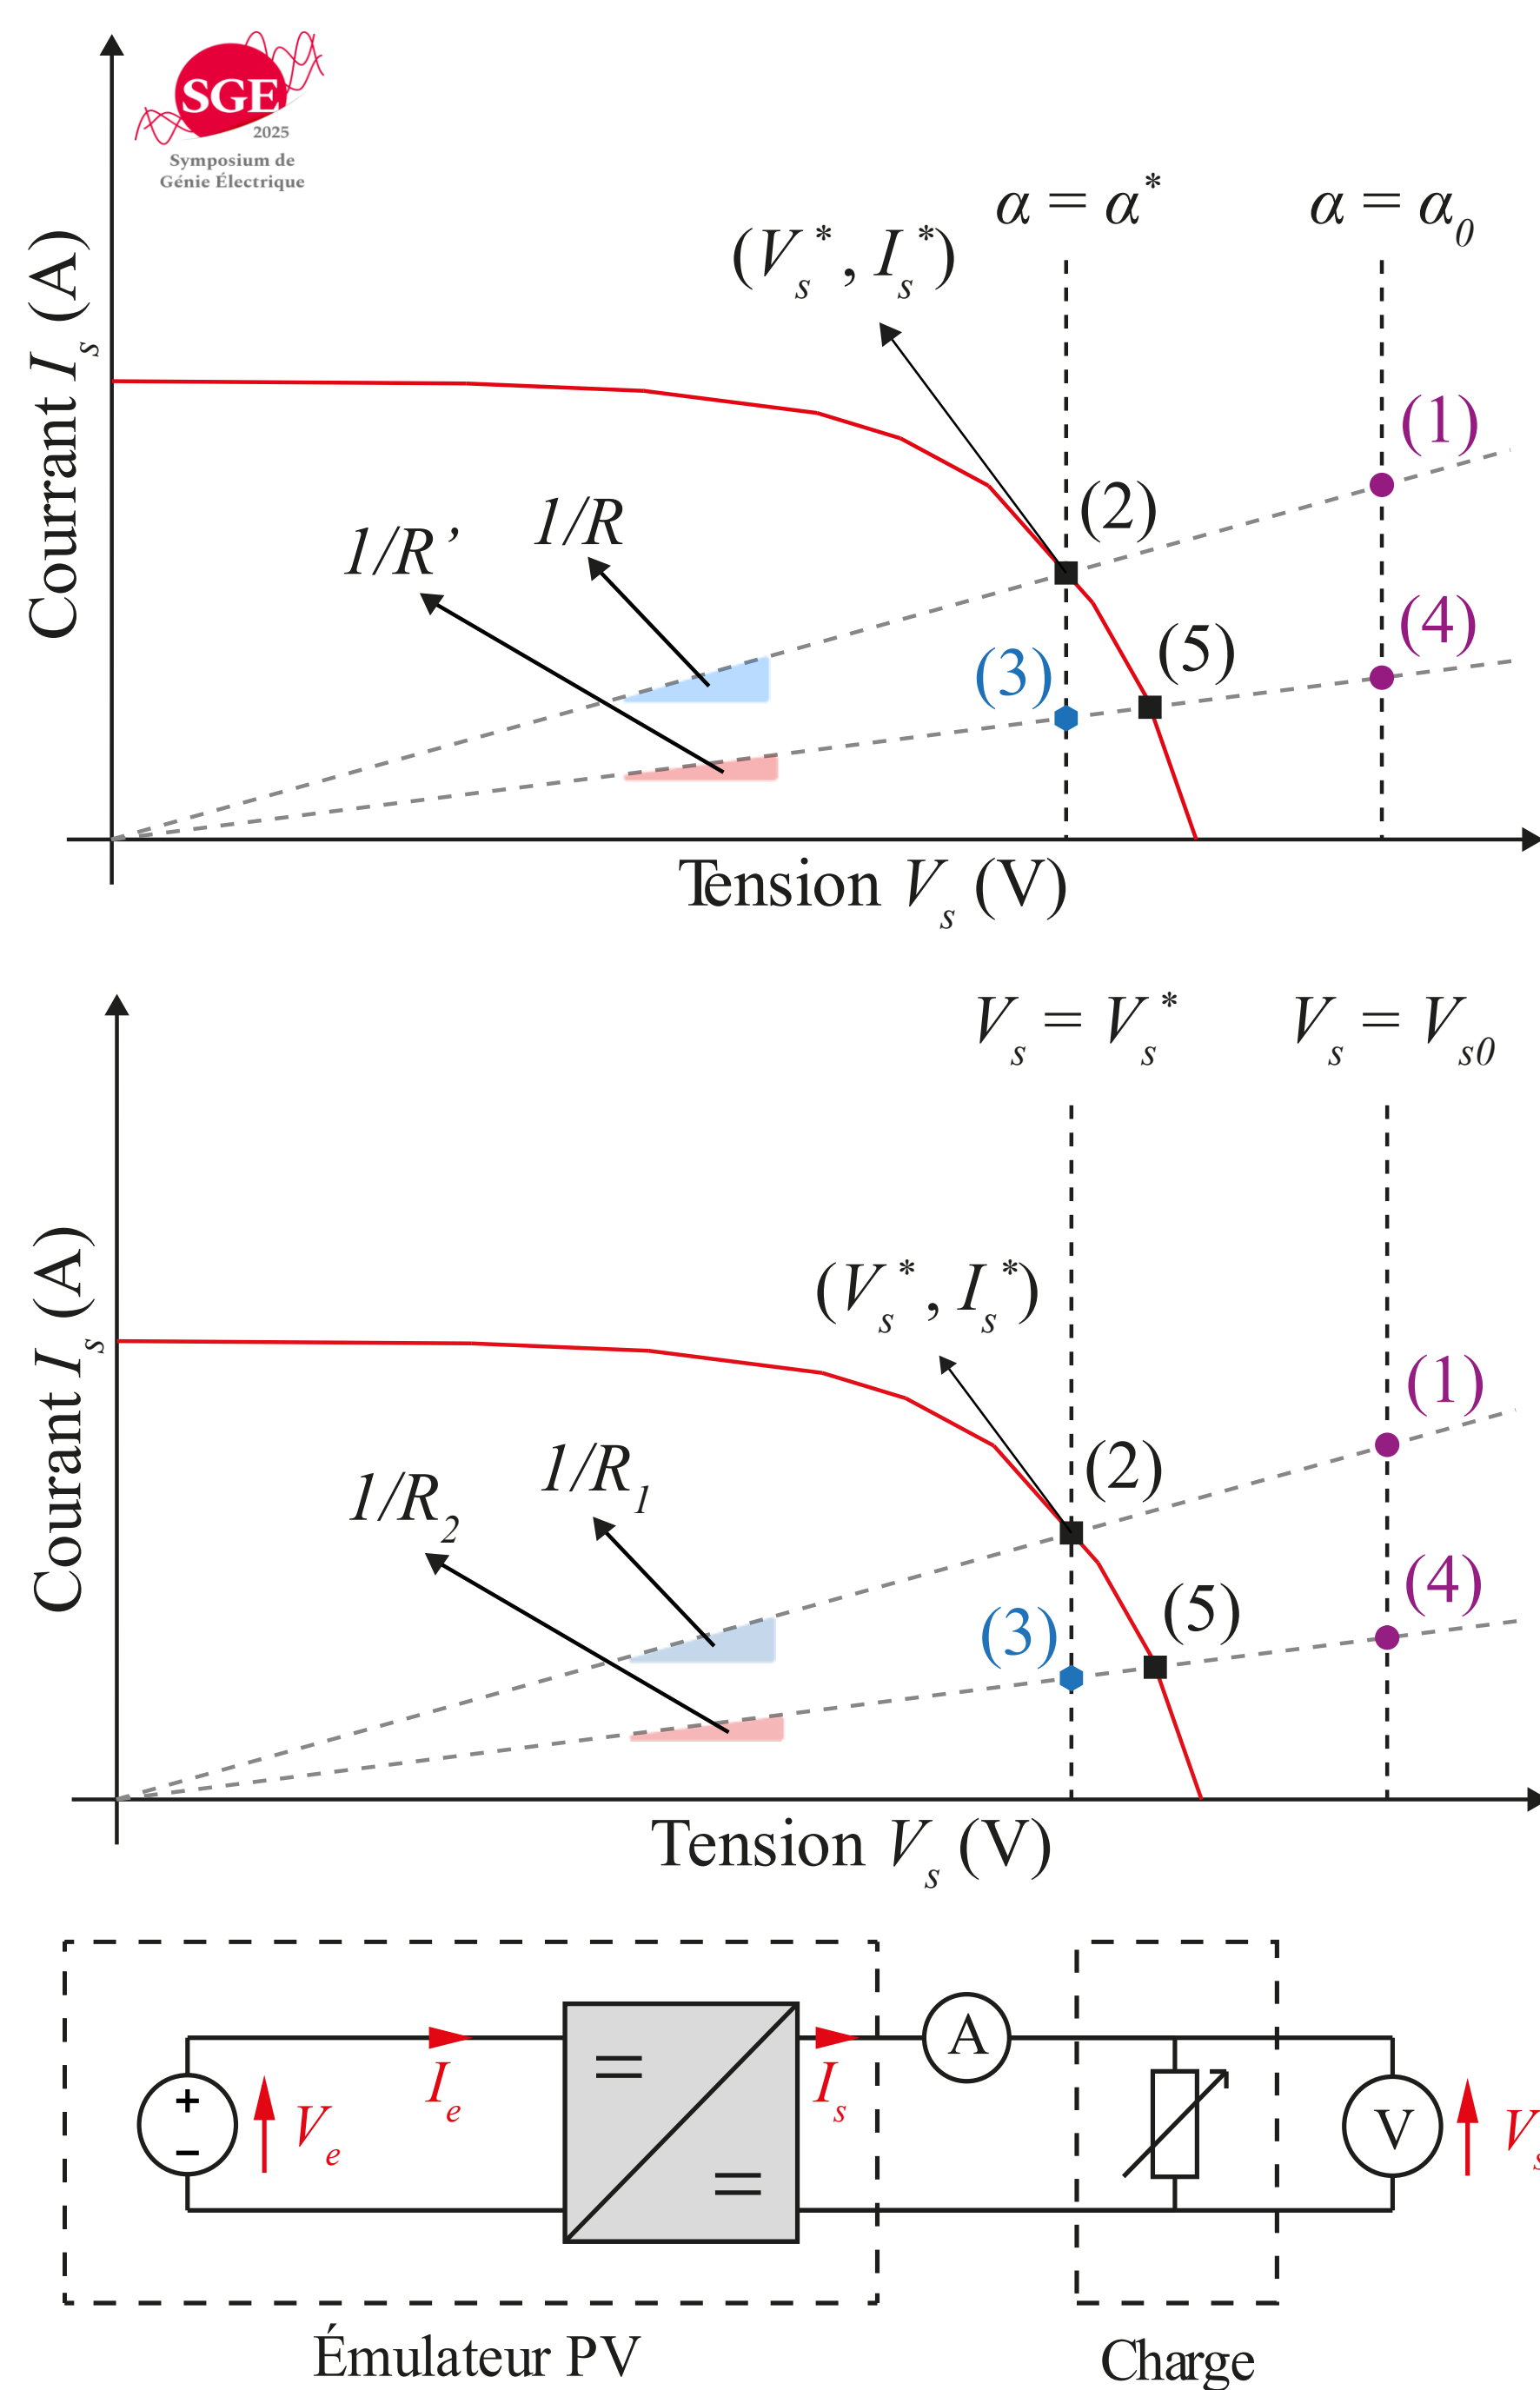 SGE
2025
Symposium de
Génie Électrique
α = α*
α = α0
(Vs*, Is*)
Courrant Is (A)
(1)
(2)
1/R
1/R’
(4)
(5)
(3)
Tension Vs (V)
Vs = Vs*
Vs = Vs0
(Vs*, Is*)
Courant Is (A)
(1)
(2)
1/R1
1/R2
(4)
(5)
(3)
Tension Vs (V)
=
=
A
+
−
Ve
Ie
Is
V
Vs
Émulateur PV
Charge